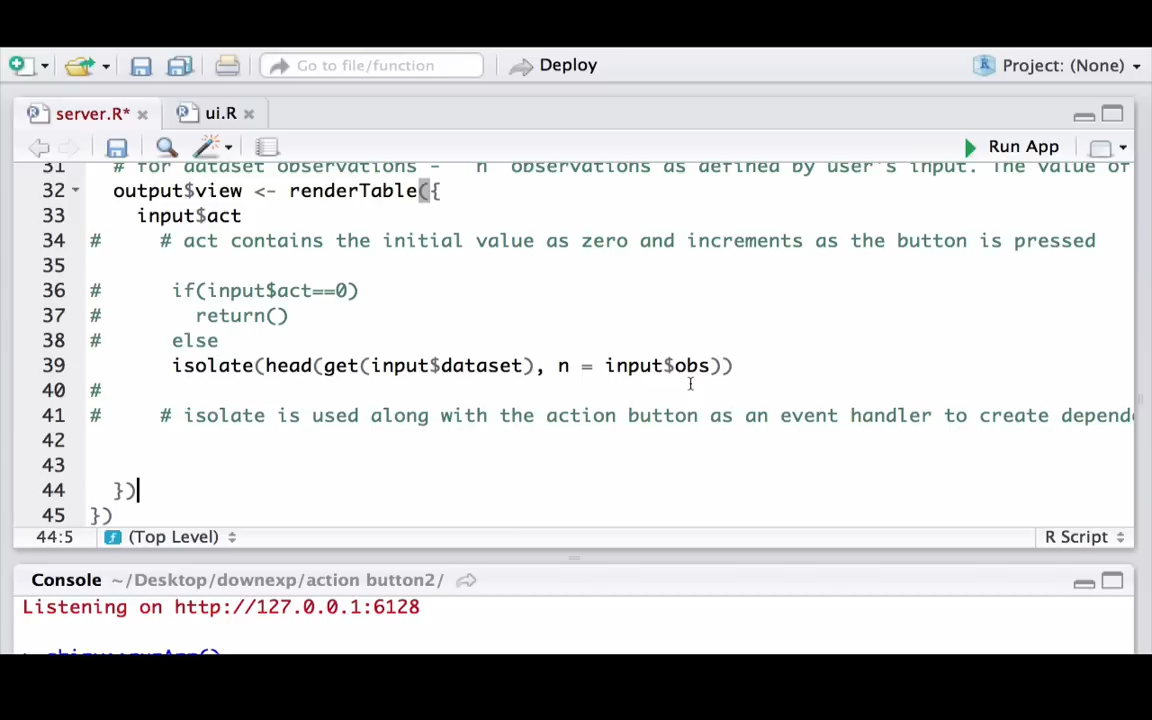 Go to file/function
Deploy
Project: (None)
server.R*
ui.R
Run App
31 # for dataset observations - n observations as defined by user's input. The value of
32 output$view <- renderTable({
33 input$act
34 # # act contains the initial value as zero and increments as the button is pressed
35
36 # if(input$act==0)
37 # return()
38 # else
39 isolate(head(get(input$dataset), n = input$obs))
40 #
41 # # isolate is used along with the action button as an event handler to create depend
42
43
44 })
45 })
44:5 (Top Level) R Script
Console ~/Desktop/downexp/action button2/
Listening on http://127.0.0.1:6128